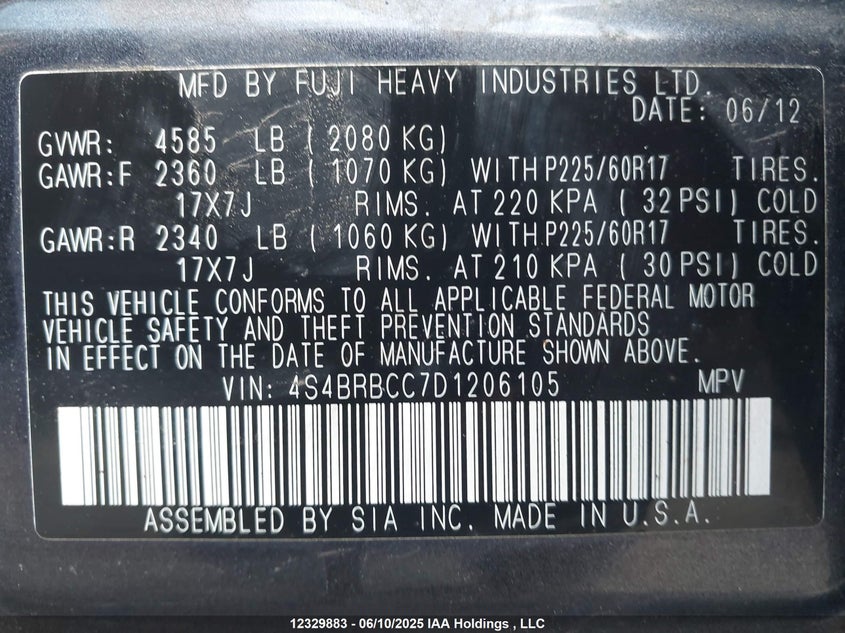 MFD BY FUJI HEAVY INDUSTRIES LTD.
DATE: 06/12
GVWR: 4585 LB ( 2080 KG)
GAWR:F 2360 LB ( 1070 KG) WITH P225/60R17 TIRES.
17X7J RIMS. AT 220 KPA ( 32 PSI) COLD
GAWR:R 2340 LB ( 1060 KG) WITH P225/60R17 TIRES.
17X7J RIMS. AT 210 KPA ( 30 PSI) COLD
THIS VEHICLE CONFORMS TO ALL APPLICABLE FEDERAL MOTOR
VEHICLE SAFETY AND THEFT PREVENTION STANDARDS
IN EFFECT ON THE DATE OF MANUFACTURE SHOWN ABOVE.
VIN: 4S4BRBCC7D1206105 MPV
ASSEMBLED BY SIA INC. MADE IN U.S.A.
12329883 - 06/10/2025 IAA Holdings , LLC